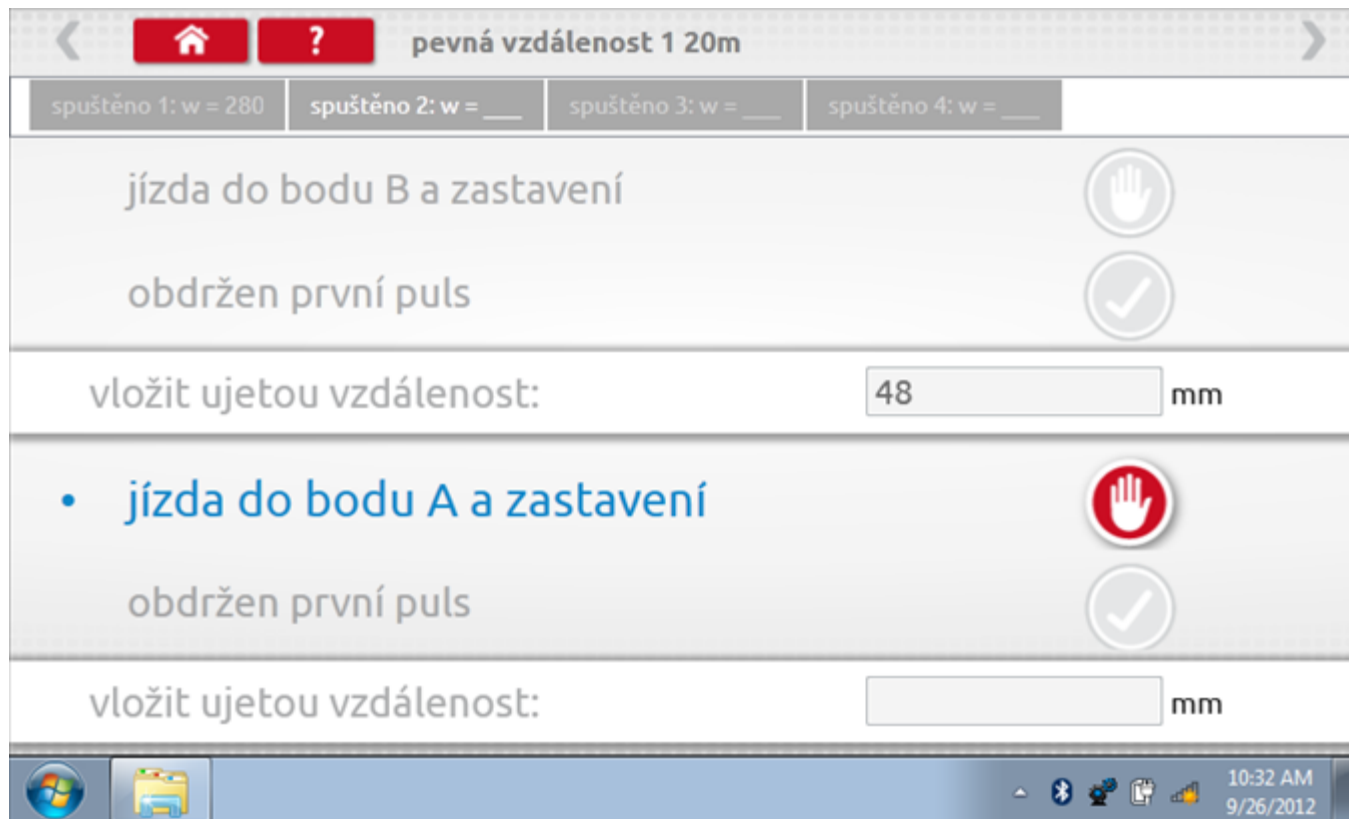 ? pevná vzdálenost 1 20m
spuštěno 1: w = 280 spuštěno 2: w = ___ spuštěno 3: w = ___ spuštěno 4: w = ___
jízda do bodu B a zastavení
obdržen první puls
vložit ujetou vzdálenost: 48 mm
• jízda do bodu A a zastavení
obdržen první puls
vložit ujetou vzdálenost: mm
10:32 AM
9/26/2012